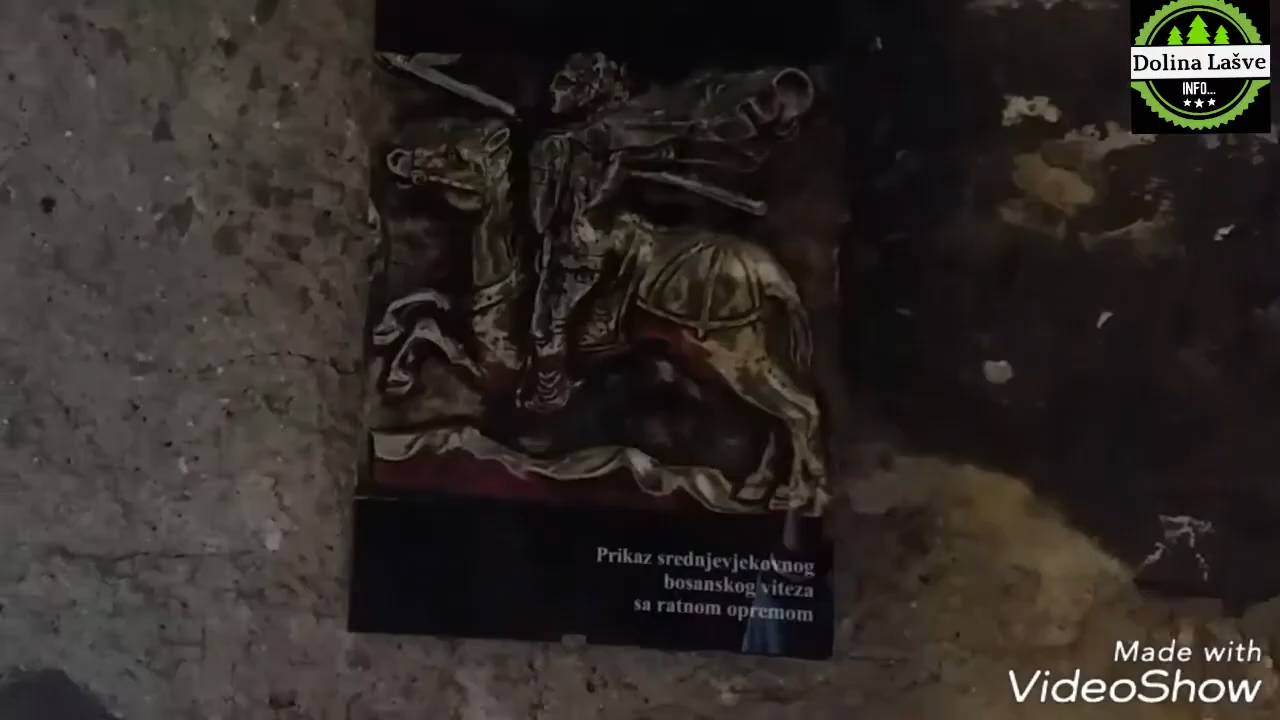 Dolina Lašve
INFO...
Prikaz srednjevjekovnog
bosanskog viteza
sa ratnom opremom
Made with
VideoShow